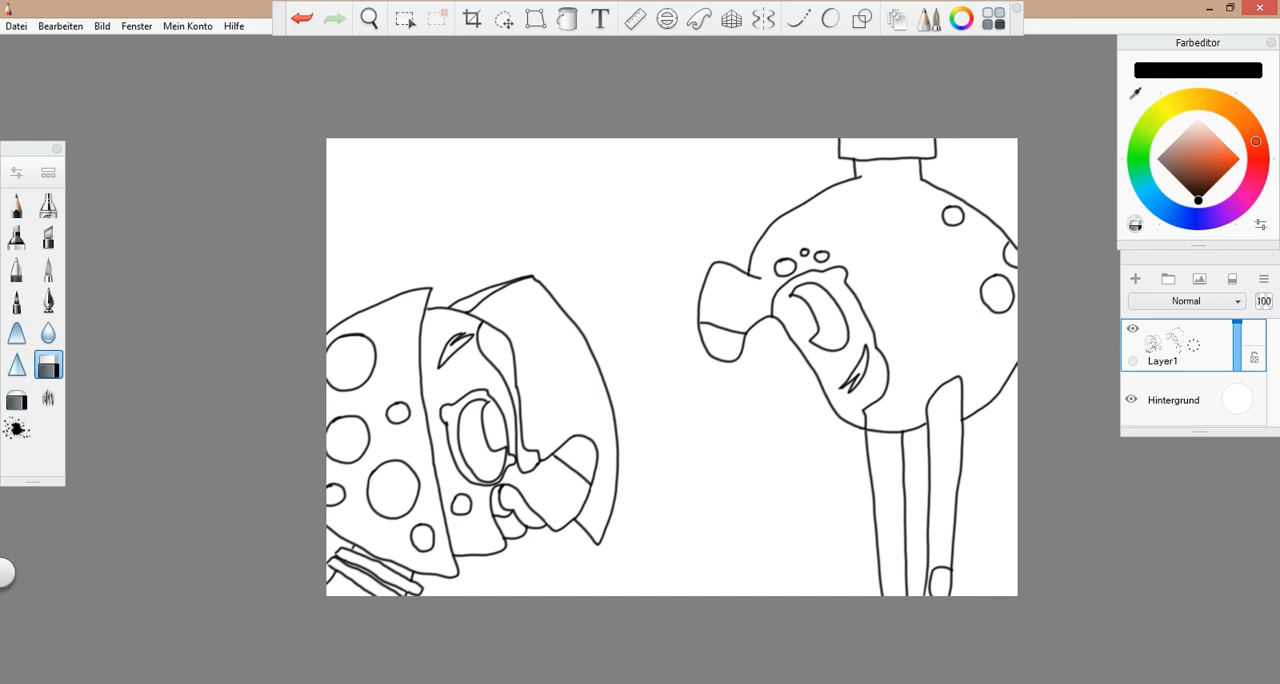 Datei Bearbeiten Bild Fenster Mein Konto Hilfe
T
Farbeditor
Normal 100
Layer1
Hintergrund